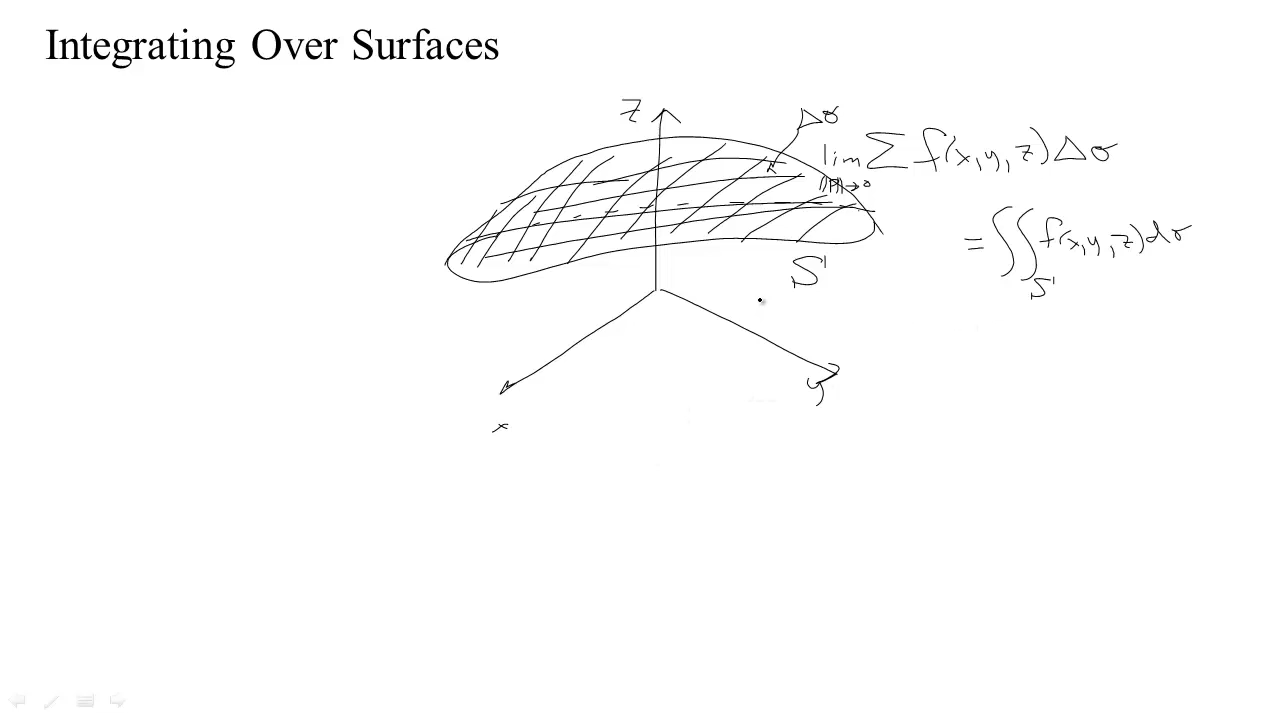 Integrating Over Surfaces
z
Δσ
lim Σ f(x,y,z)Δσ
||P||→0
= ∬ f(x,y,z)dσ
S
S
y
x